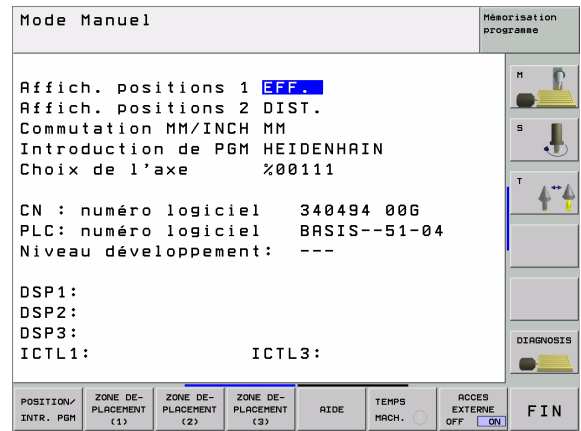 Mode Manuel
Mémorisation
programme
Affich. positions 1 EFF.
Affich. positions 2 DIST.
Commutation MM/INCH MM
Introduction de PGM HEIDENHAIN
Choix de l'axe %00111
CN : numéro logiciel 340494 00G
PLC: numéro logiciel BASIS--51-04
Niveau développement: ---
DSP1:
DSP2:
DSP3:
ICTL1: ICTL3:
M
S
T
DIAGNOSIS
POSITION/
INTR. PGM
ZONE DE-
PLACEMENT
(1)
ZONE DE-
PLACEMENT
(2)
ZONE DE-
PLACEMENT
(3)
AIDE
TEMPS
MACH.
ACCES
EXTERNE
OFF ON
FIN